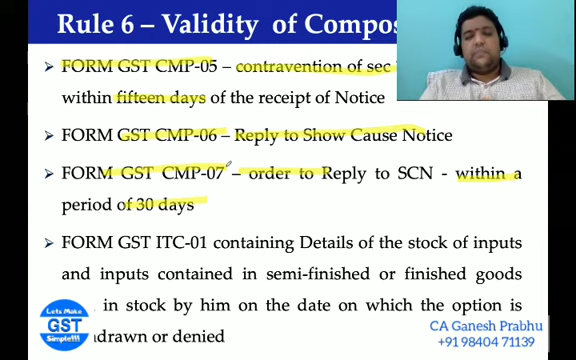 Rule 6 – Validity of Compos
FORM GST CMP-05 – contravention of sec
within fifteen days of the receipt of Notice
FORM GST CMP-06 – Reply to Show Cause Notice
FORM GST CMP-07 – order to Reply to SCN - within a
period of 30 days
FORM GST ITC-01 containing Details of the stock of inputs
and inputs contained in semi-finished or finished goods
in stock by him on the date on which the option is
drawn or denied
Lets Make
GST
Simple!!!
CA Ganesh Prabhu
+91 98404 71139